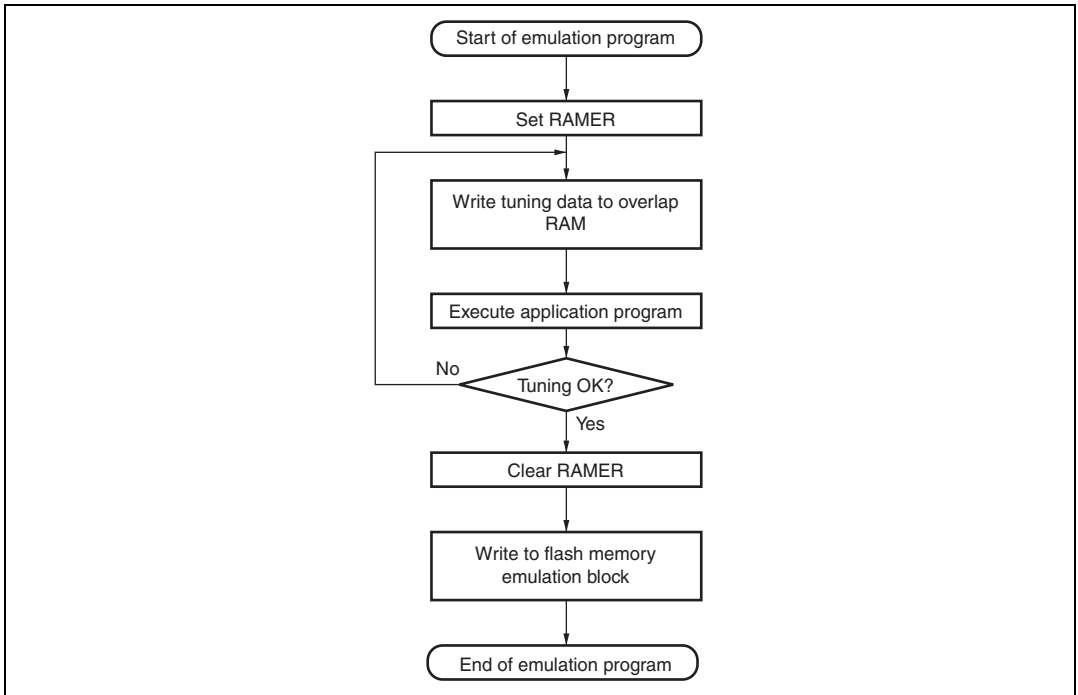 Start of emulation program
Set RAMER
Write tuning data to overlap
RAM
Execute application program
No
Tuning OK?
Yes
Clear RAMER
Write to flash memory
emulation block
End of emulation program